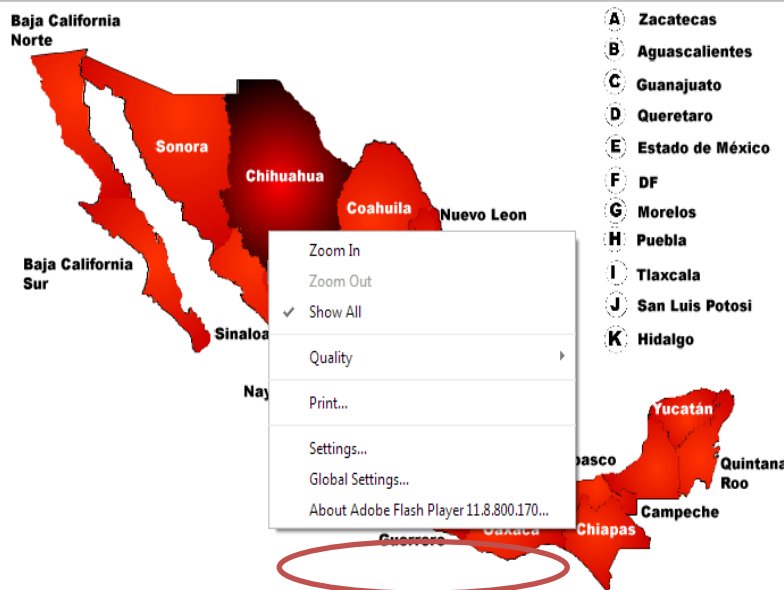 Baja California
Norte
Sonora
Chihuahua
Coahuila
Nuevo Leon
Baja California
Sur
Sinaloa
Nay
A Zacatecas
B Aguascalientes
C Guanajuato
D Queretaro
E Estado de México
F DF
G Morelos
H Puebla
I Tlaxcala
J San Luis Potosi
K Hidalgo
Zoom In
Zoom Out
✓ Show All
Quality
Print...
Settings...
Global Settings...
About Adobe Flash Player 11.8.800.170...
Yucatán
basco
Quintana
Roo
Campeche
Guerrero
Oaxaca
Chiapas